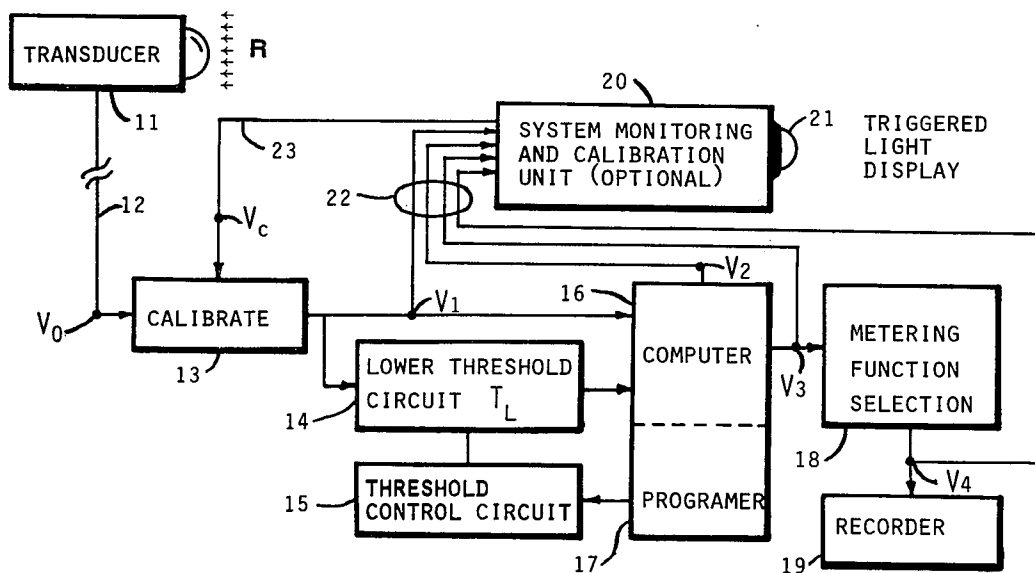 TRANSDUCER
R
11
20
23
SYSTEM MONITORING
AND CALIBRATION
UNIT (OPTIONAL)
21
TRIGGERED
LIGHT
DISPLAY
12
22
Vc
V2
16
V0
CALIBRATE
V1
13
COMPUTER
V3
METERING
FUNCTION
SELECTION
LOWER THRESHOLD
CIRCUIT TL
14
18
V4
THRESHOLD
CONTROL CIRCUIT
15
PROGRAMER
17
RECORDER
19